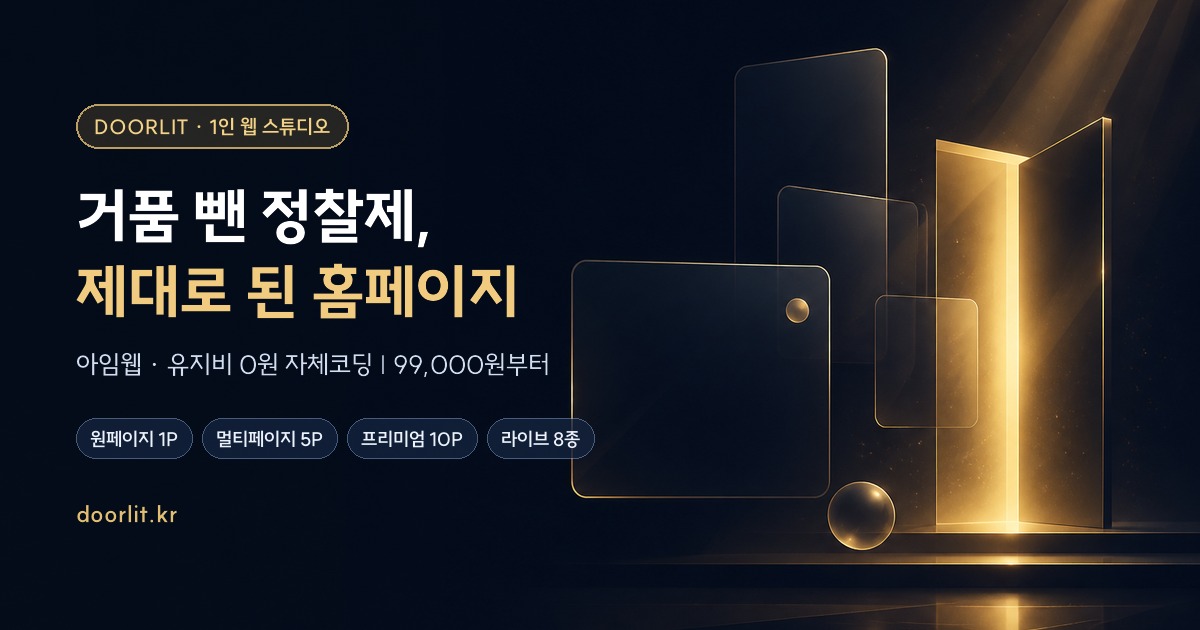 DOORLIT · 1인 웹 스튜디오
거품 뺀 정찰제,
제대로 된 홈페이지
아임웹 · 유지비 0원 자체코딩 | 99,000원부터
원페이지 1P 멀티페이지 5P 프리미엄 10P 라이브 8종
doorlit.kr